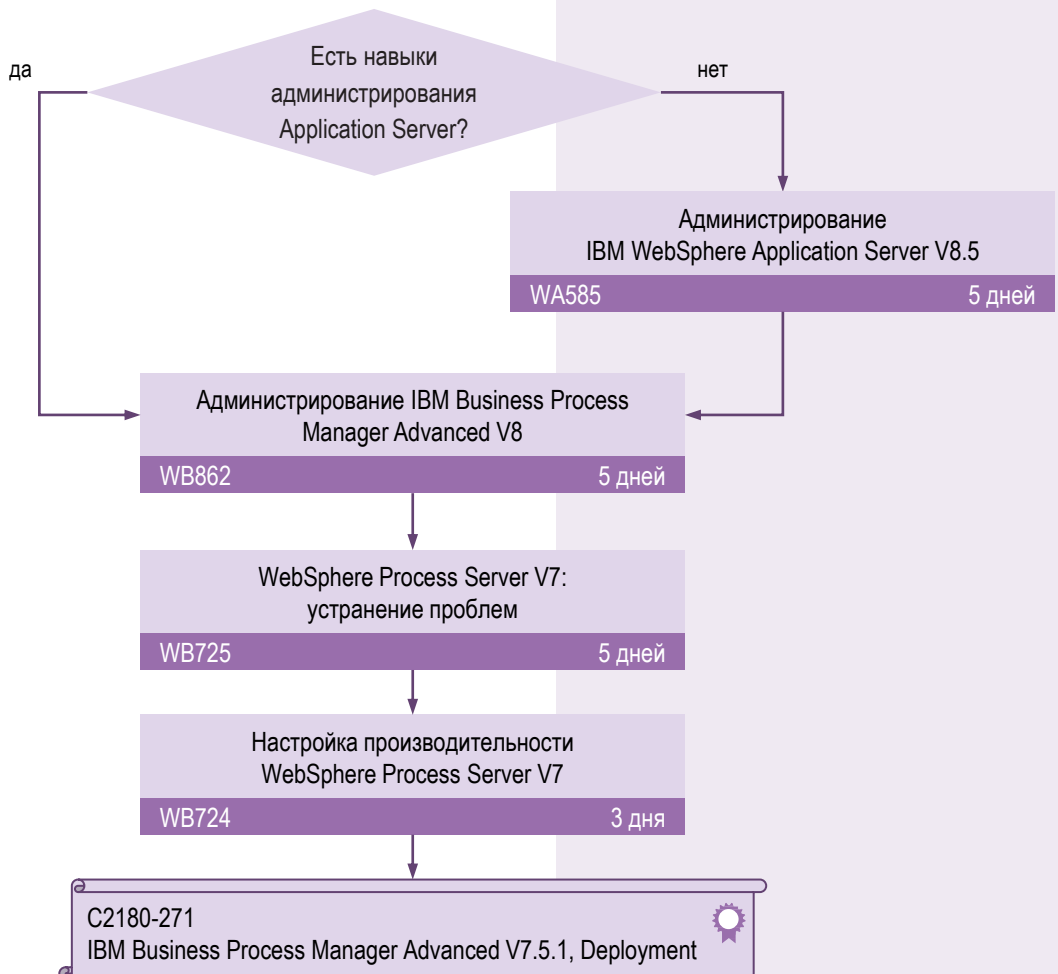 да
Есть навыки
администрирования
Application Server?
нет
Администрирование
IBM WebSphere Application Server V8.5
WA585 5 дней
Администрирование IBM Business Process
Manager Advanced V8
WB862 5 дней
WebSphere Process Server V7:
устранение проблем
WB725 5 дней
Настройка производительности
WebSphere Process Server V7
WB724 3 дня
C2180-271
IBM Business Process Manager Advanced V7.5.1, Deployment